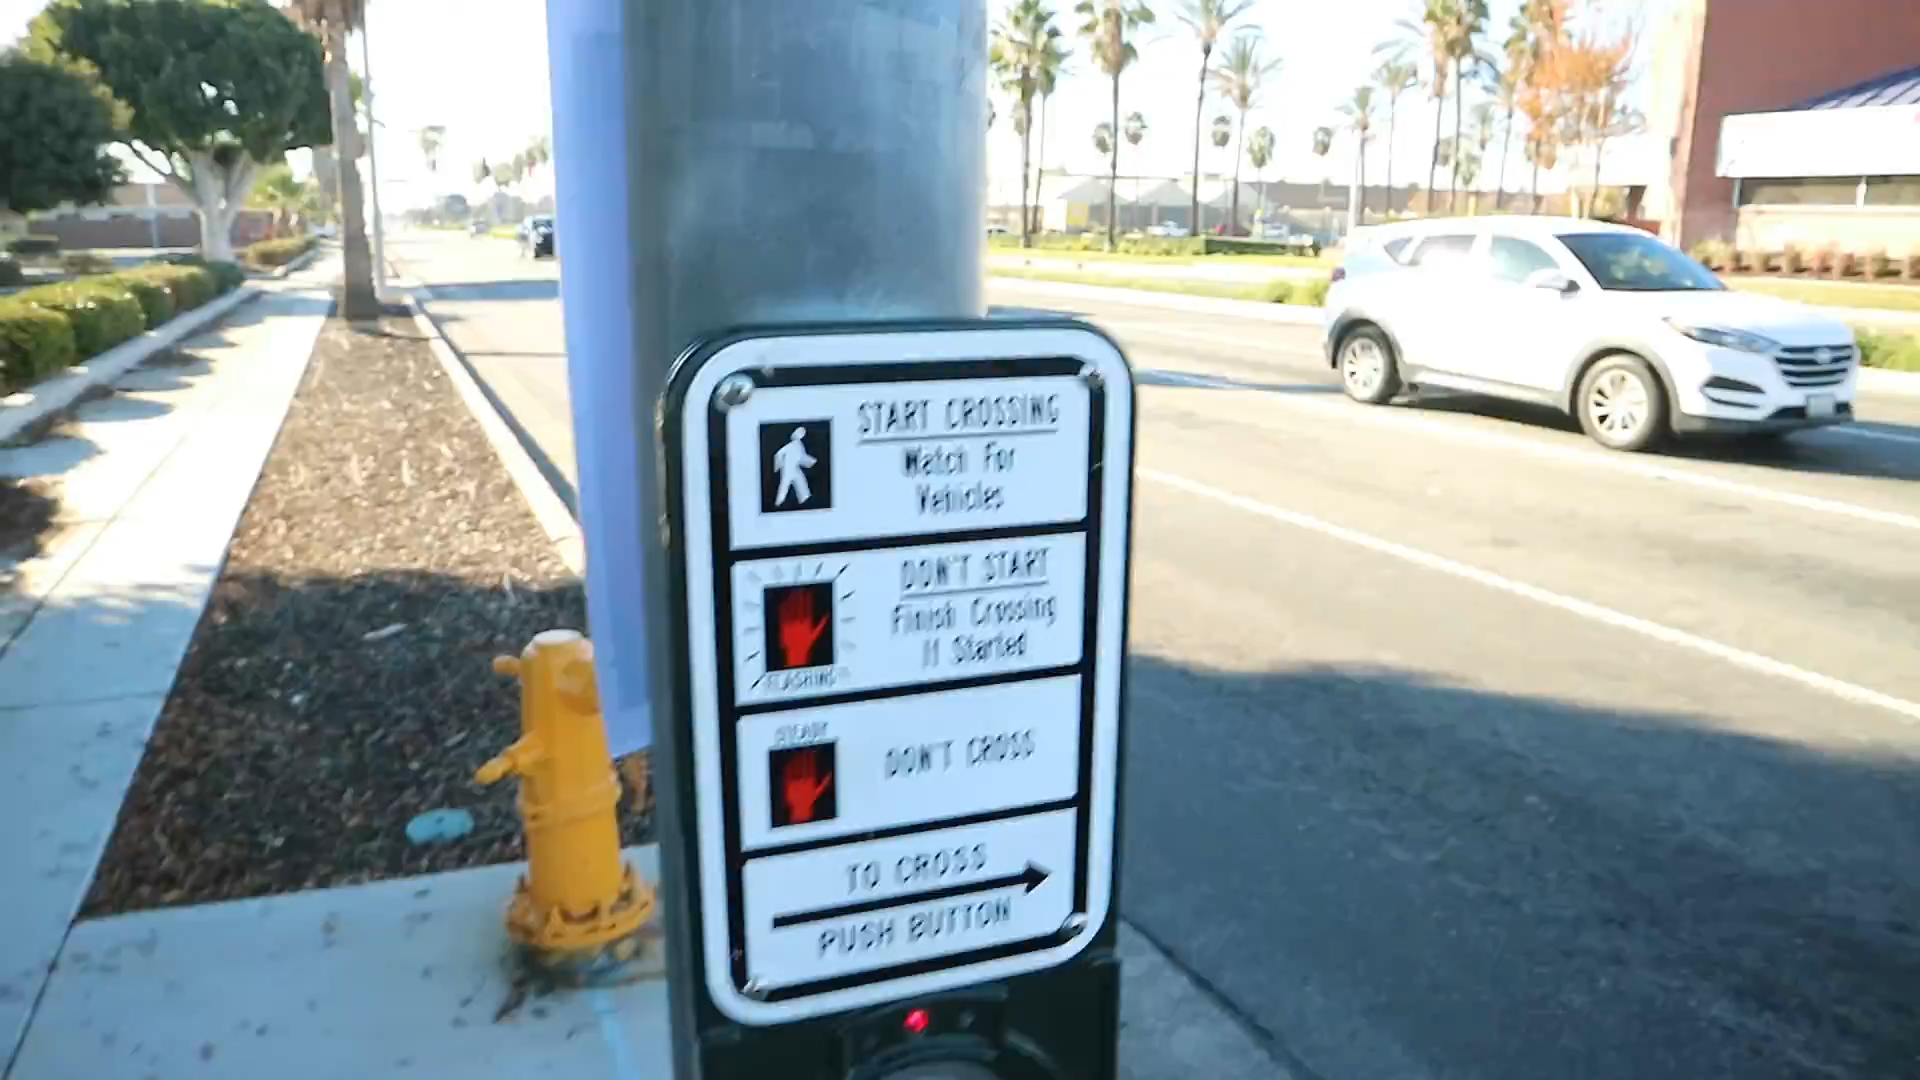 START CROSSING
Watch For
Vehicles
DON'T START
Finish Crossing
If Started
FLASHING
STEADY
DON'T CROSS
TO CROSS
PUSH BUTTON